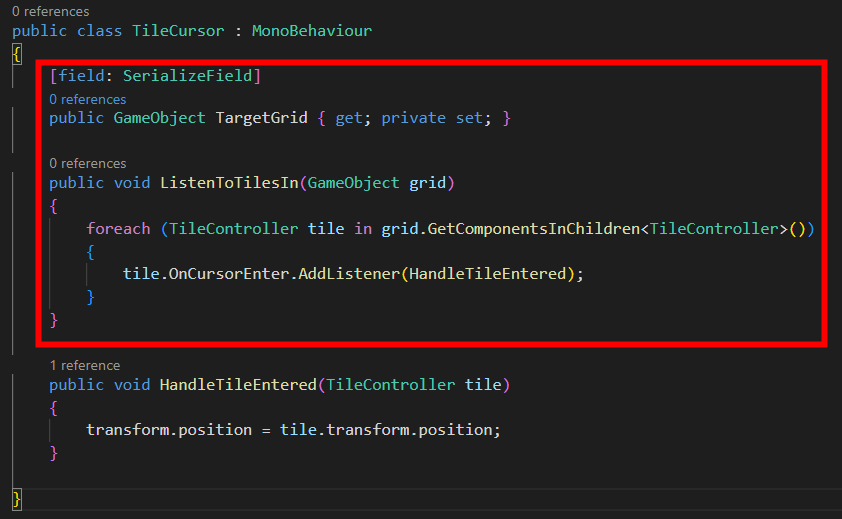 0 references
public class TileCursor : MonoBehaviour
{
[field: SerializeField]
0 references
public GameObject TargetGrid { get; private set; }
0 references
public void ListenToTilesIn(GameObject grid)
{
foreach (TileController tile in grid.GetComponentsInChildren<TileController>())
{
tile.OnCursorEnter.AddListener(HandleTileEntered);
}
}
1 reference
public void HandleTileEntered(TileController tile)
{
transform.position = tile.transform.position;
}
}